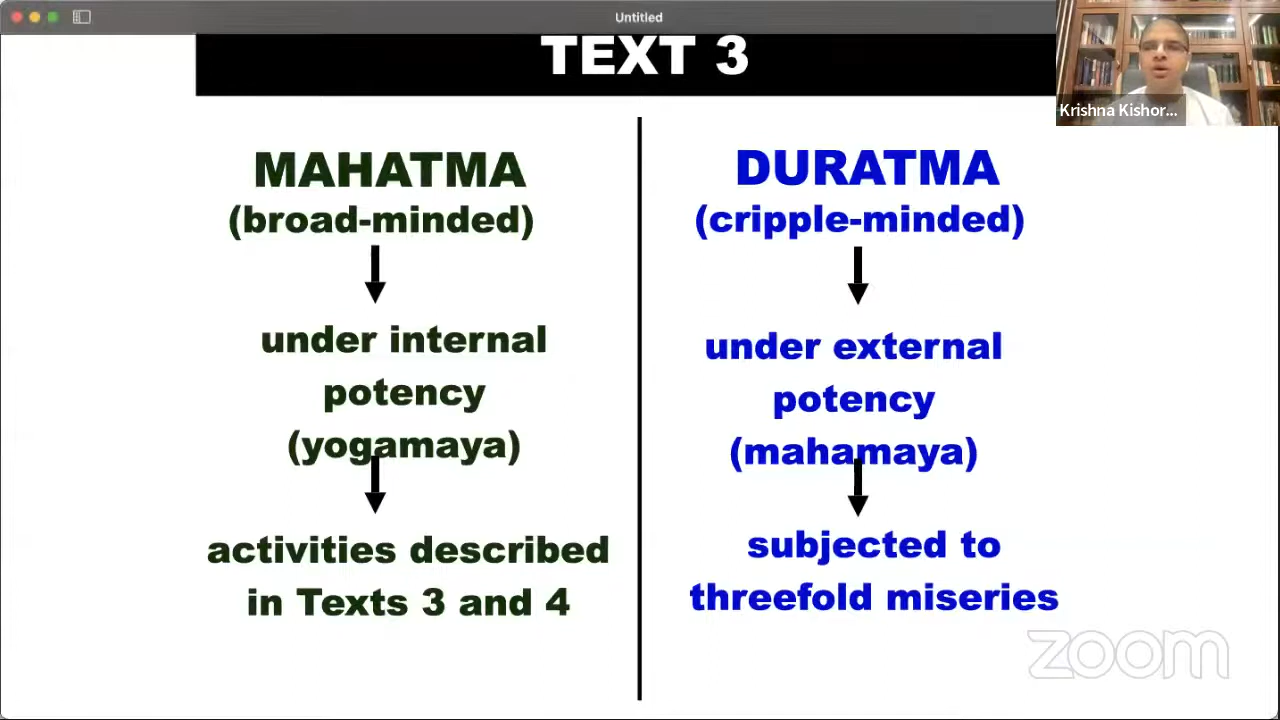 Untitled
TEXT 3
Krishna Kishor...
MAHATMA
(broad-minded)
under internal
potency
(yogamaya)
activities described
in Texts 3 and 4
DURATMA
(cripple-minded)
under external
potency
(mahamaya)
subjected to
threefold miseries
zoom